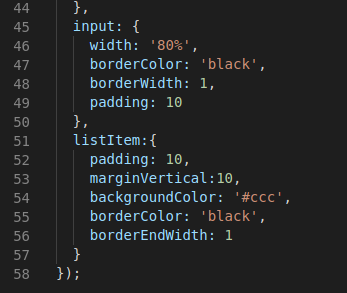 44 },
45 input: {
46 width: '80%',
47 borderColor: 'black',
48 borderWidth: 1,
49 padding: 10
50 },
51 listItem:{
52 padding: 10,
53 marginVertical:10,
54 backgroundColor: '#ccc',
55 borderColor: 'black',
56 borderEndWidth: 1
57 }
58 });